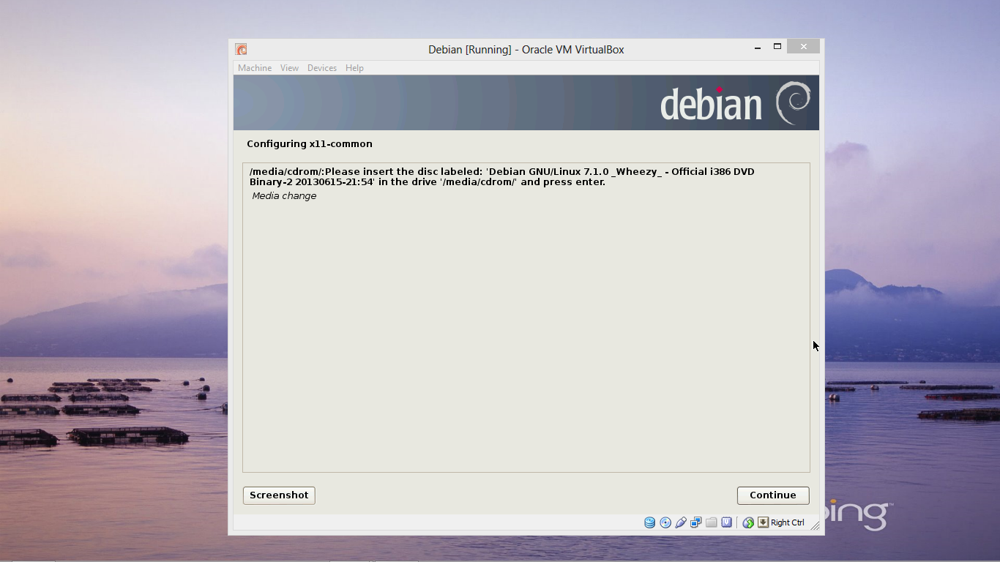 Debian [Running] - Oracle VM VirtualBox
Machine View Devices Help
debian
Configuring x11-common
/media/cdrom/:Please insert the disc labeled: 'Debian GNU/Linux 7.1.0 _Wheezy_ - Official i386 DVD
Binary-2 20130615-21:54' in the drive '/media/cdrom/' and press enter.
Media change
Screenshot
Continue
Right Ctrl